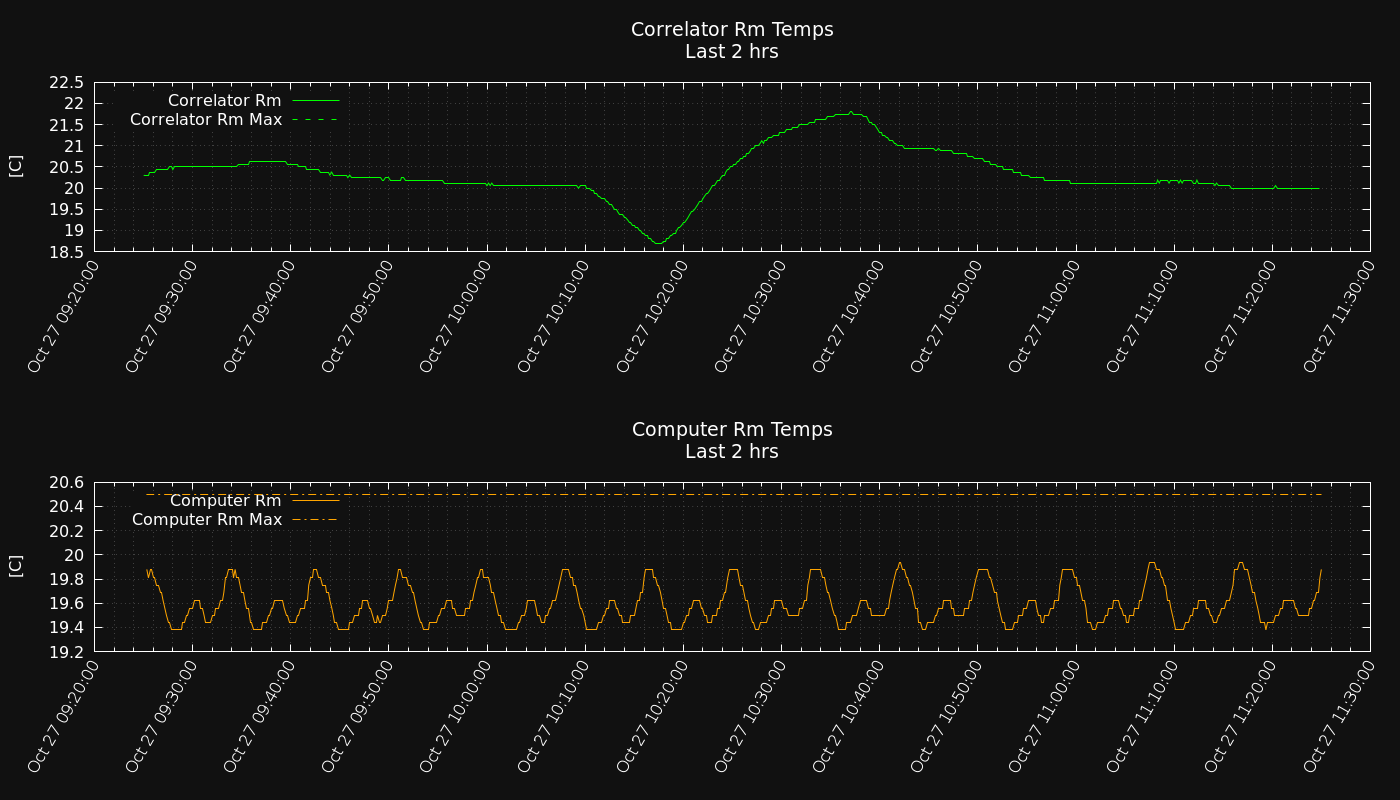 Correlator Rm Temps
Last 2 hrs
22.5
22
21.5
21
20.5
20
19.5
19
18.5
[C]
Correlator Rm
Correlator Rm Max
Oct 27 09:20:00
Oct 27 09:30:00
Oct 27 09:40:00
Oct 27 09:50:00
Oct 27 10:00:00
Oct 27 10:10:00
Oct 27 10:20:00
Oct 27 10:30:00
Oct 27 10:40:00
Oct 27 10:50:00
Oct 27 11:00:00
Oct 27 11:10:00
Oct 27 11:20:00
Oct 27 11:30:00
Computer Rm Temps
Last 2 hrs
20.6
20.4
20.2
20
19.8
19.6
19.4
19.2
[C]
Computer Rm
Computer Rm Max
Oct 27 09:20:00
Oct 27 09:30:00
Oct 27 09:40:00
Oct 27 09:50:00
Oct 27 10:00:00
Oct 27 10:10:00
Oct 27 10:20:00
Oct 27 10:30:00
Oct 27 10:40:00
Oct 27 10:50:00
Oct 27 11:00:00
Oct 27 11:10:00
Oct 27 11:20:00
Oct 27 11:30:00